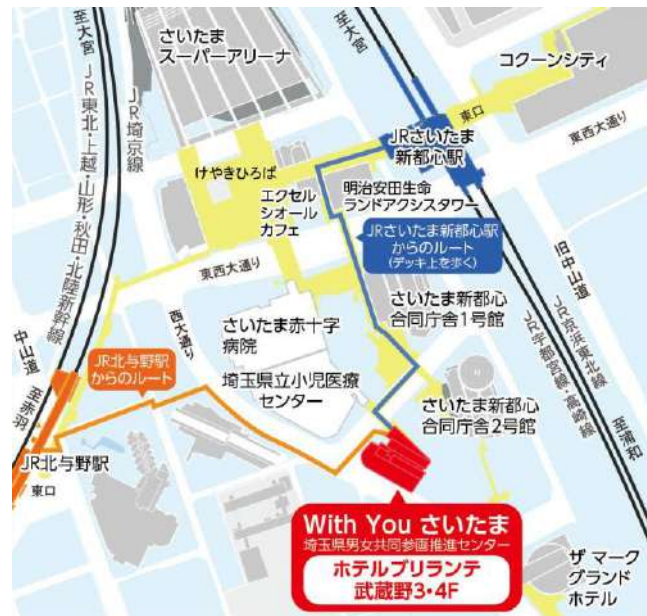 至大宮
JR東北・上越・山形・秋田・北陸新幹線
JR埼京線
さいたま
スーパーアリーナ
至大宮
コクーンシティ
東口
JRさいたま
新都心駅
東西大通り
けやきひろば
エクセル
シオール
カフェ
明治安田生命
ランドアクシスタワー
JRさいたま新都心駅
からのルート
(デッキ上を歩く)
東西大通り
西大通り
旧中山道
さいたま赤十字
病院
さいたま新都心
合同庁舎1号館
JR京浜東北線
JR宇都宮線・高崎線
中山道
至赤羽
JR北与野駅
からのルート
埼玉県立小児医療
センター
さいたま新都心
合同庁舎2号館
至浦和
JR北与野駅
東口
With You さいたま
埼玉県男女共同参画推進センター
ホテルブリランテ
武蔵野3・4F
ザ マーク
グランド
ホテル